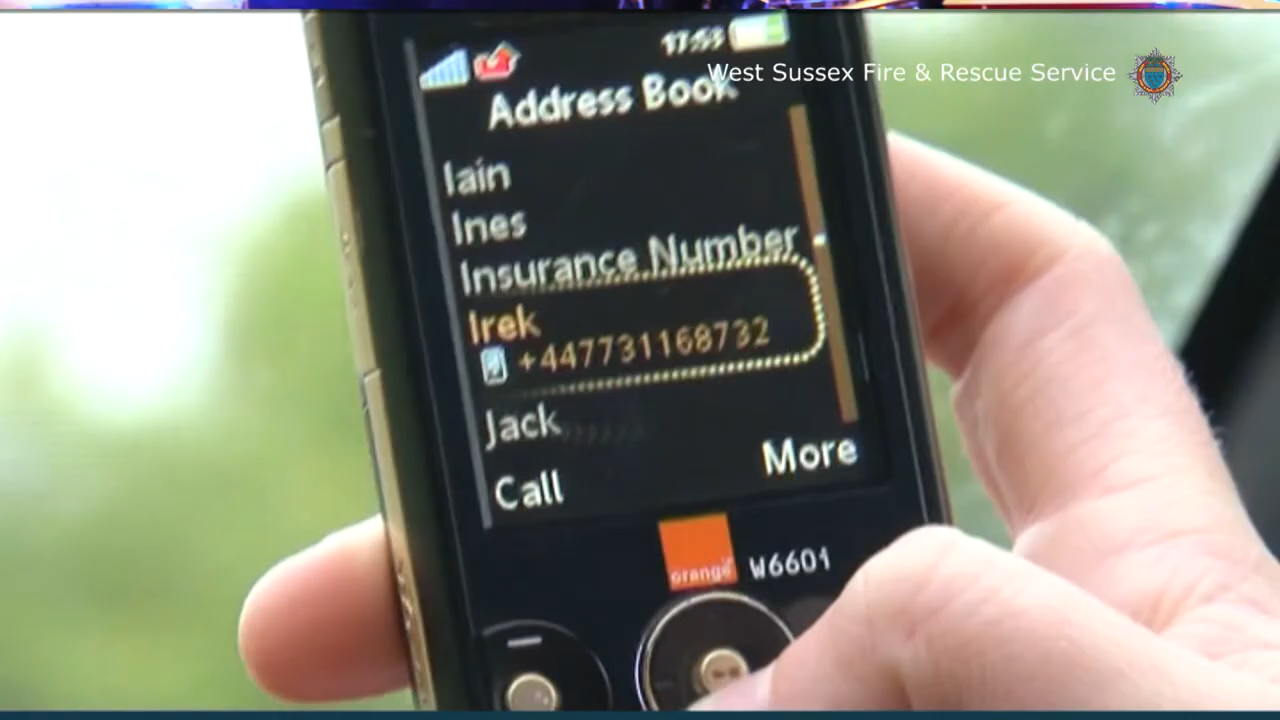 17:53
West Sussex Fire & Rescue Service
Address Book
Iain
Ines
Insurance Number
Irek
+447731168732
Jack
Call
More
orange
W660i